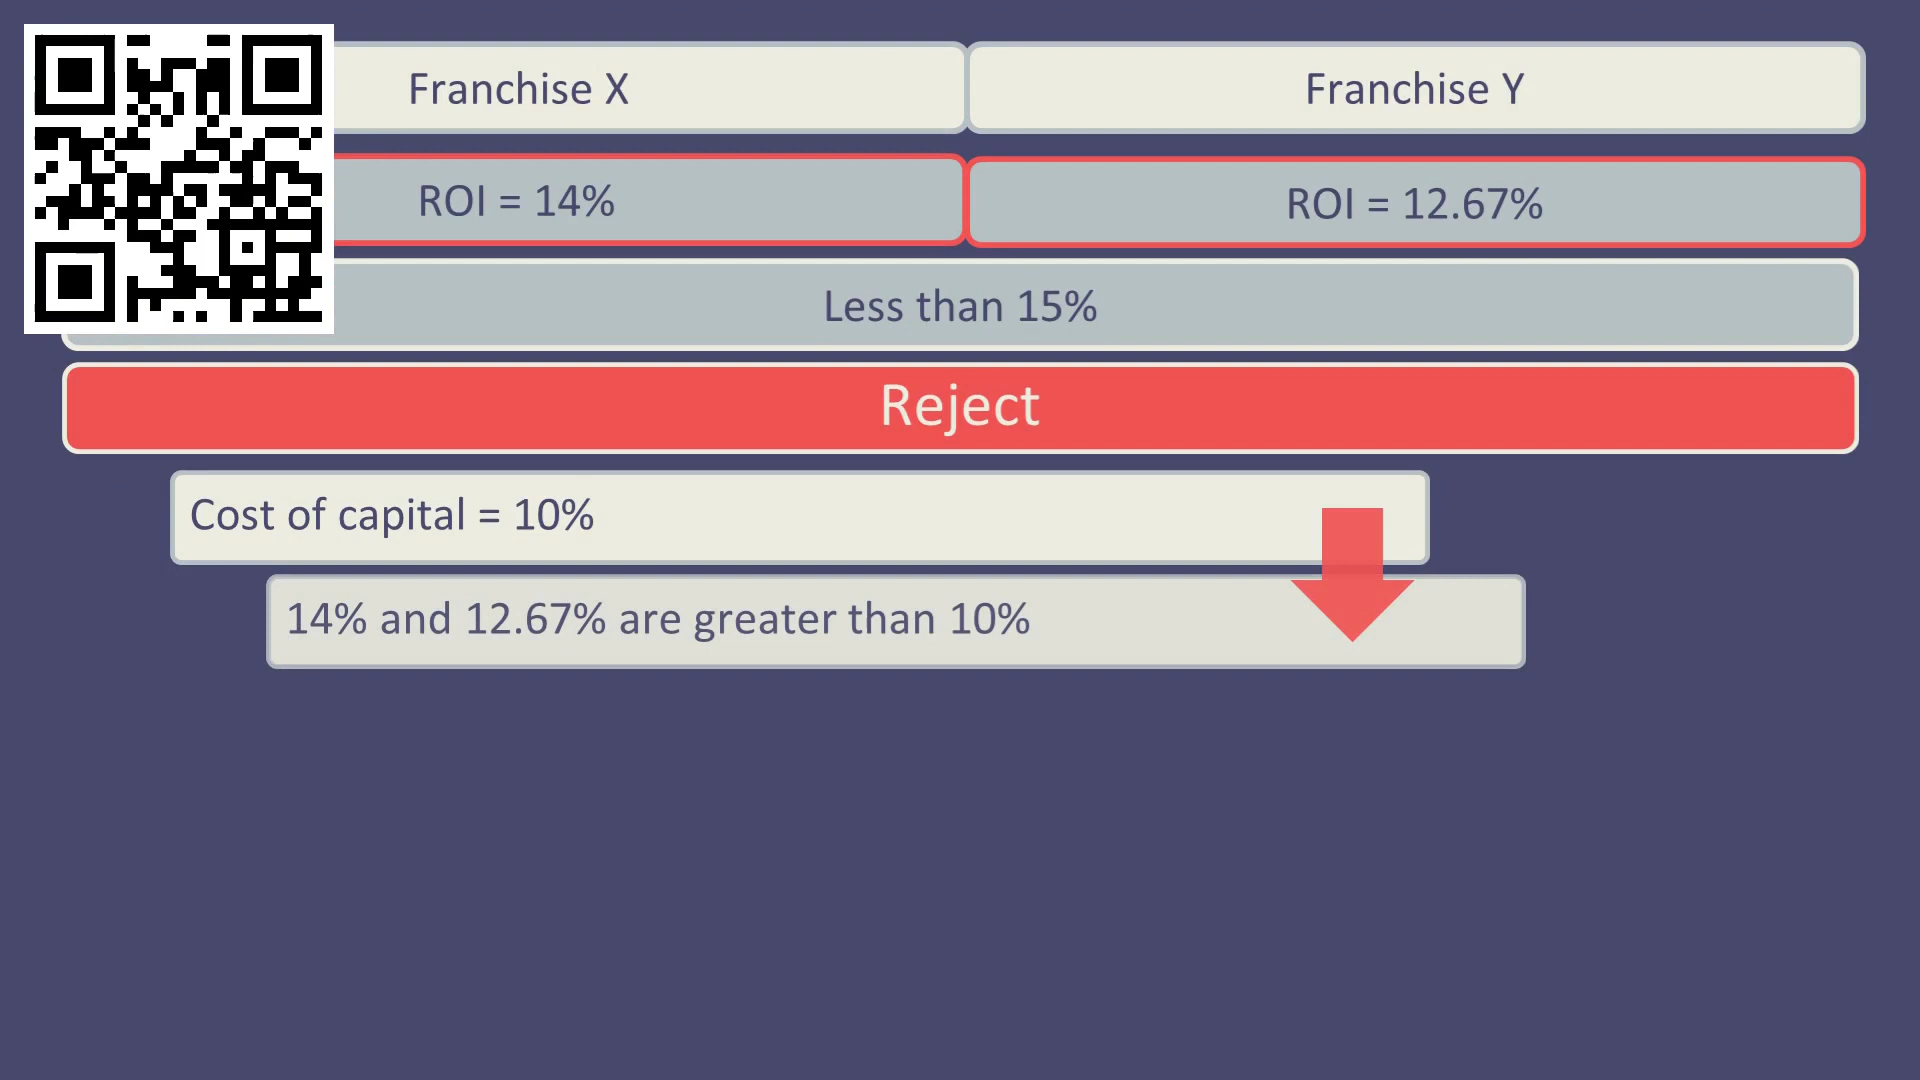 Franchise X
Franchise Y
ROI = 14%
ROI = 12.67%
Less than 15%
Reject
Cost of capital = 10%
14% and 12.67% are greater than 10%